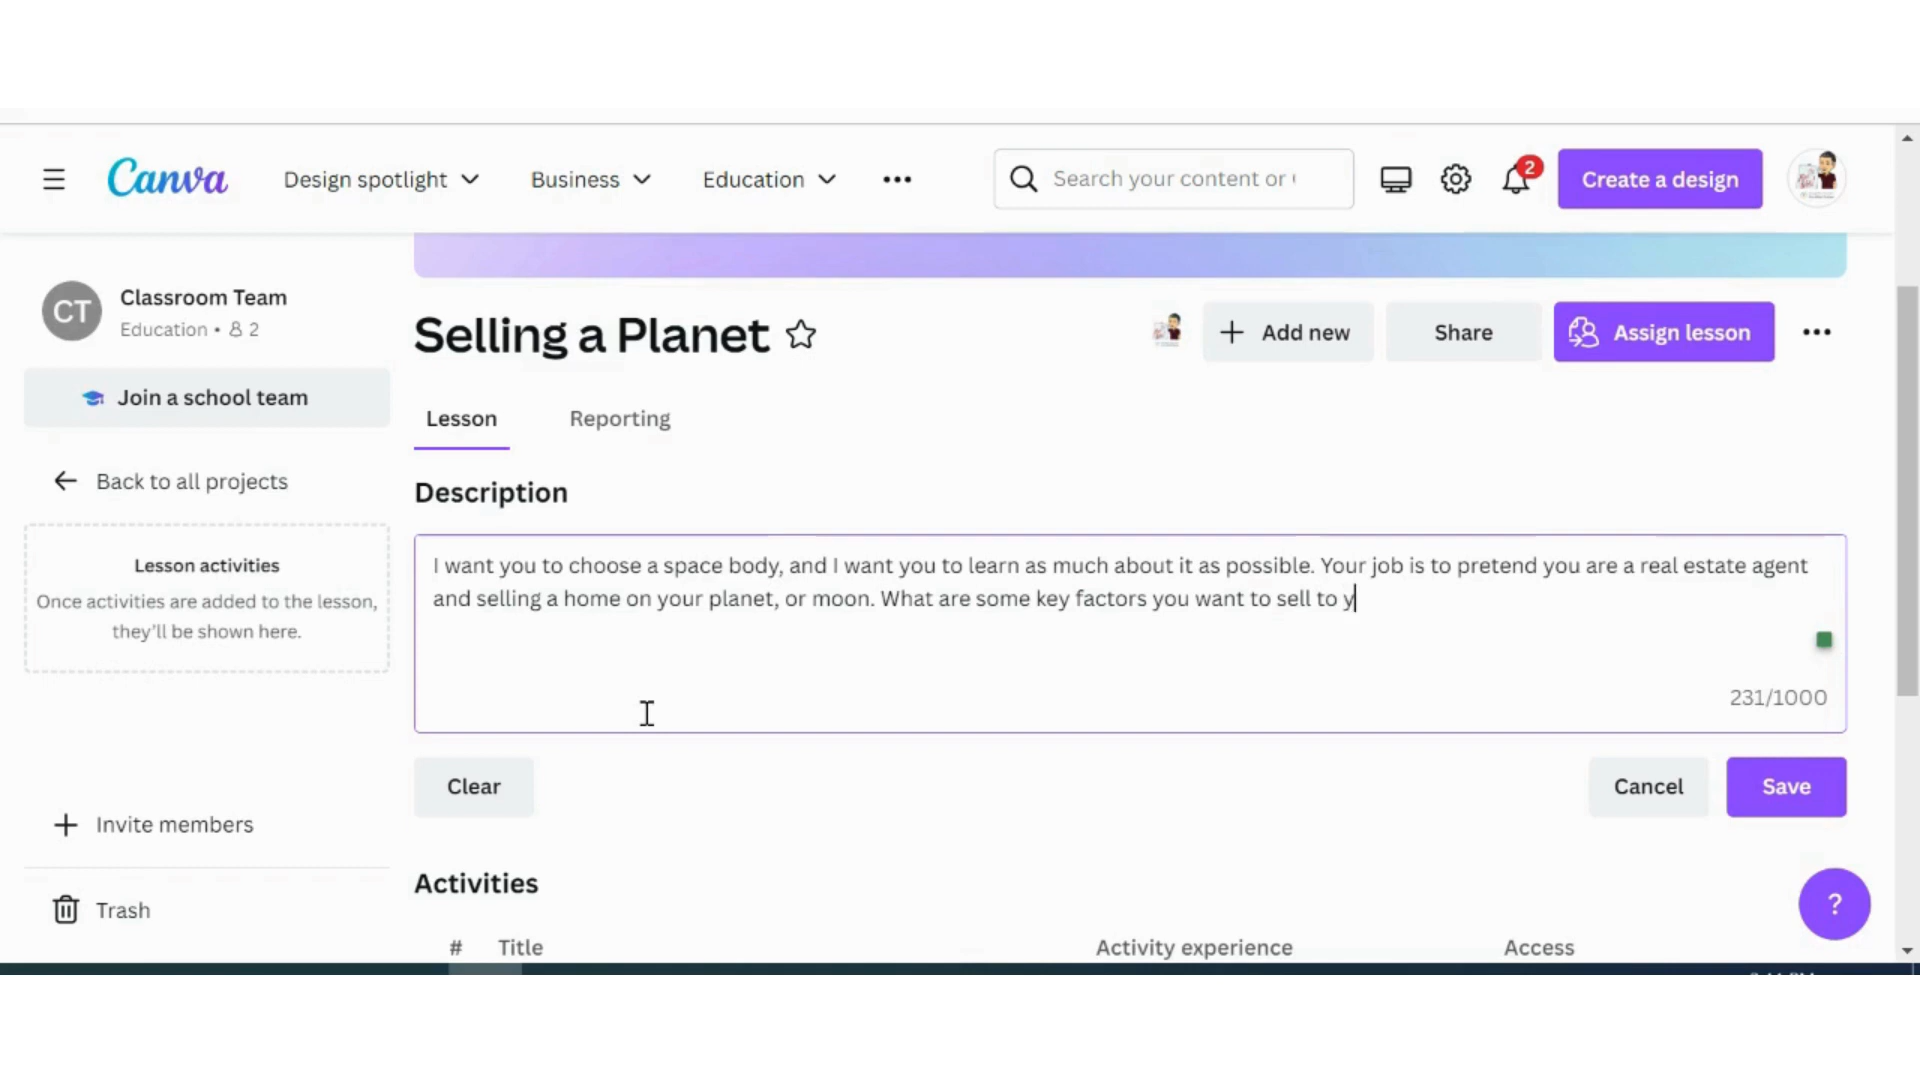 Canva
Design spotlight
Business
Education
Search your content or
2
Create a design
CT
Classroom Team
Education • 2
Join a school team
Back to all projects
Lesson activities
Once activities are added to the lesson,
they'll be shown here.
Invite members
Trash
Selling a Planet
Add new
Share
Assign lesson
Lesson
Reporting
Description
I want you to choose a space body, and I want you to learn as much about it as possible. Your job is to pretend you are a real estate agent
and selling a home on your planet, or moon. What are some key factors you want to sell to y
231/1000
Clear
Cancel
Save
Activities
# Title
Activity experience
Access
?